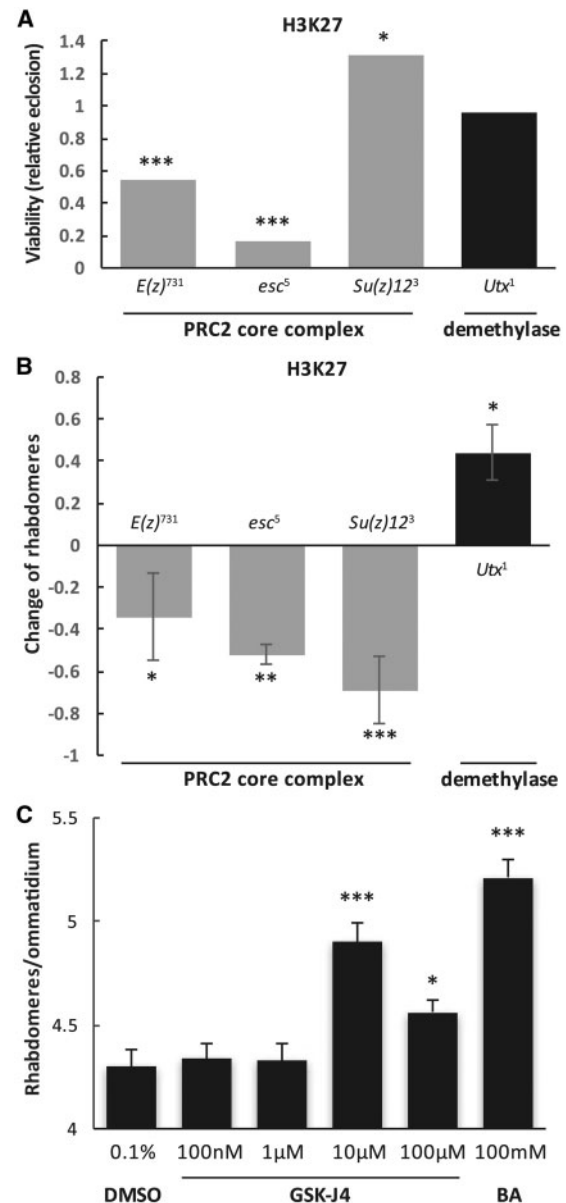 A
H3K27
Viability (relative eclosion)
1.4
1.2
1
0.8
0.6
0.4
0.2
0
***
***
*
E(z)⁷³¹ esc⁵ Su(z)12³ Utx¹
PRC2 core complex demethylase
B
H3K27
Change of rhabdomeres
0.8
0.6
0.4
0.2
0
-0.2
-0.4
-0.6
-0.8
-1
*
E(z)⁷³¹ esc⁵ Su(z)12³
Utx¹
*
**
***
PRC2 core complex demethylase
C
Rhabdomeres/ommatidium
5.5
5
4.5
4
***
*
***
0.1% 100nM 1µM 10µM 100µM 100mM
DMSO GSK-J4 BA